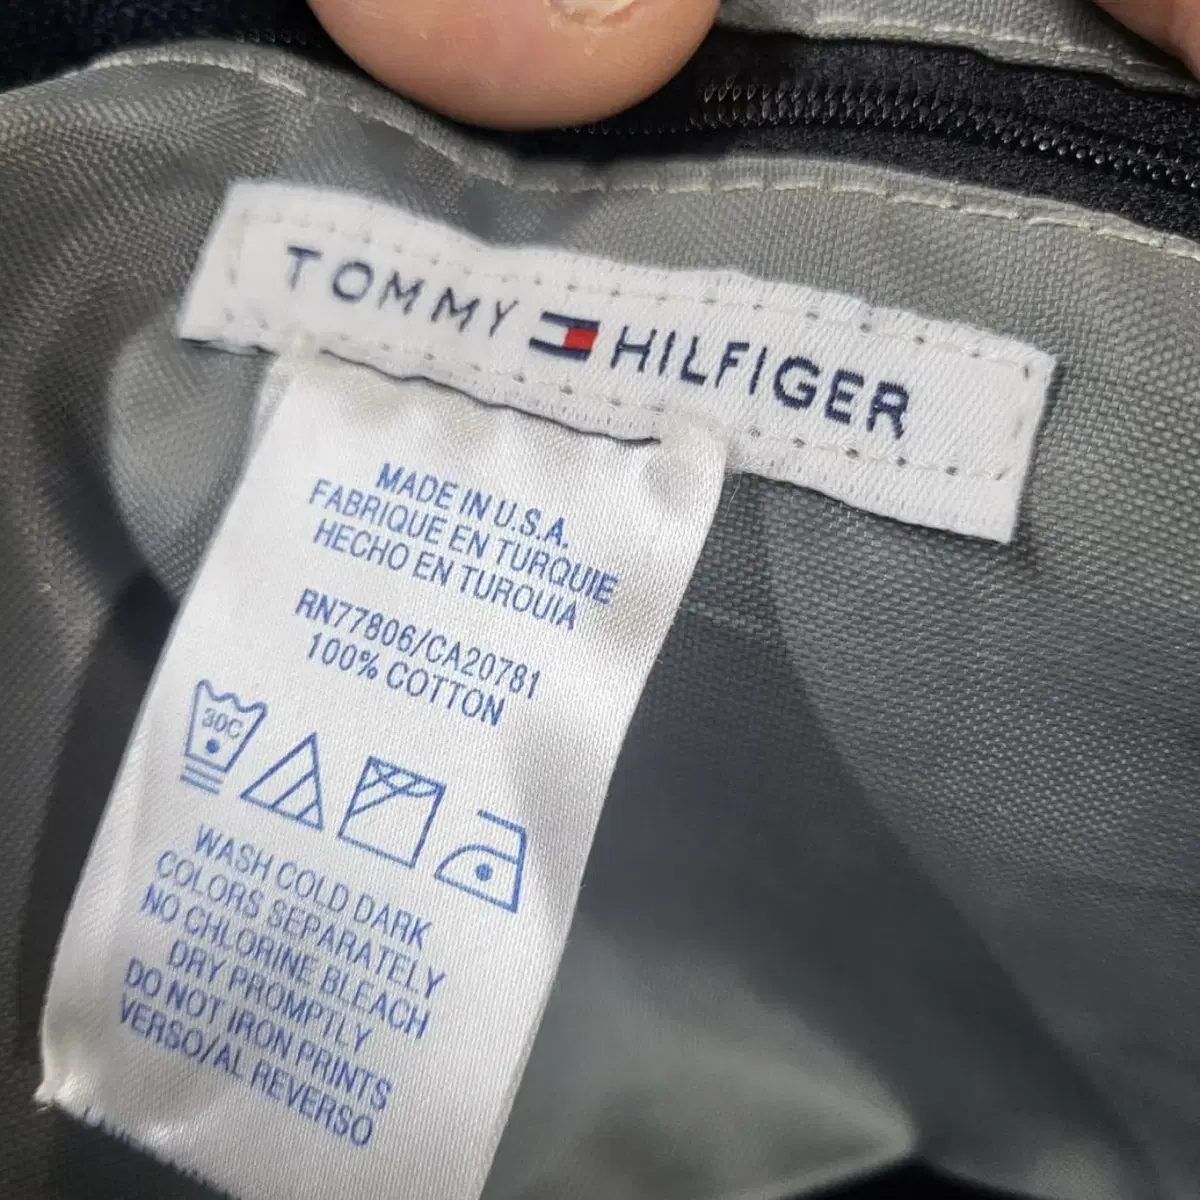 TOMMY HILFIGER
MADE IN U.S.A.
FABRIQUE EN TURQUIE
HECHO EN TURQUIA
RN77806/CA20781
100% COTTON
30C
WASH COLD DARK
COLORS SEPARATELY
NO CHLORINE BLEACH
DRY PROMPTLY
DO NOT IRON PRINTS
VERSO/AL REVERSO